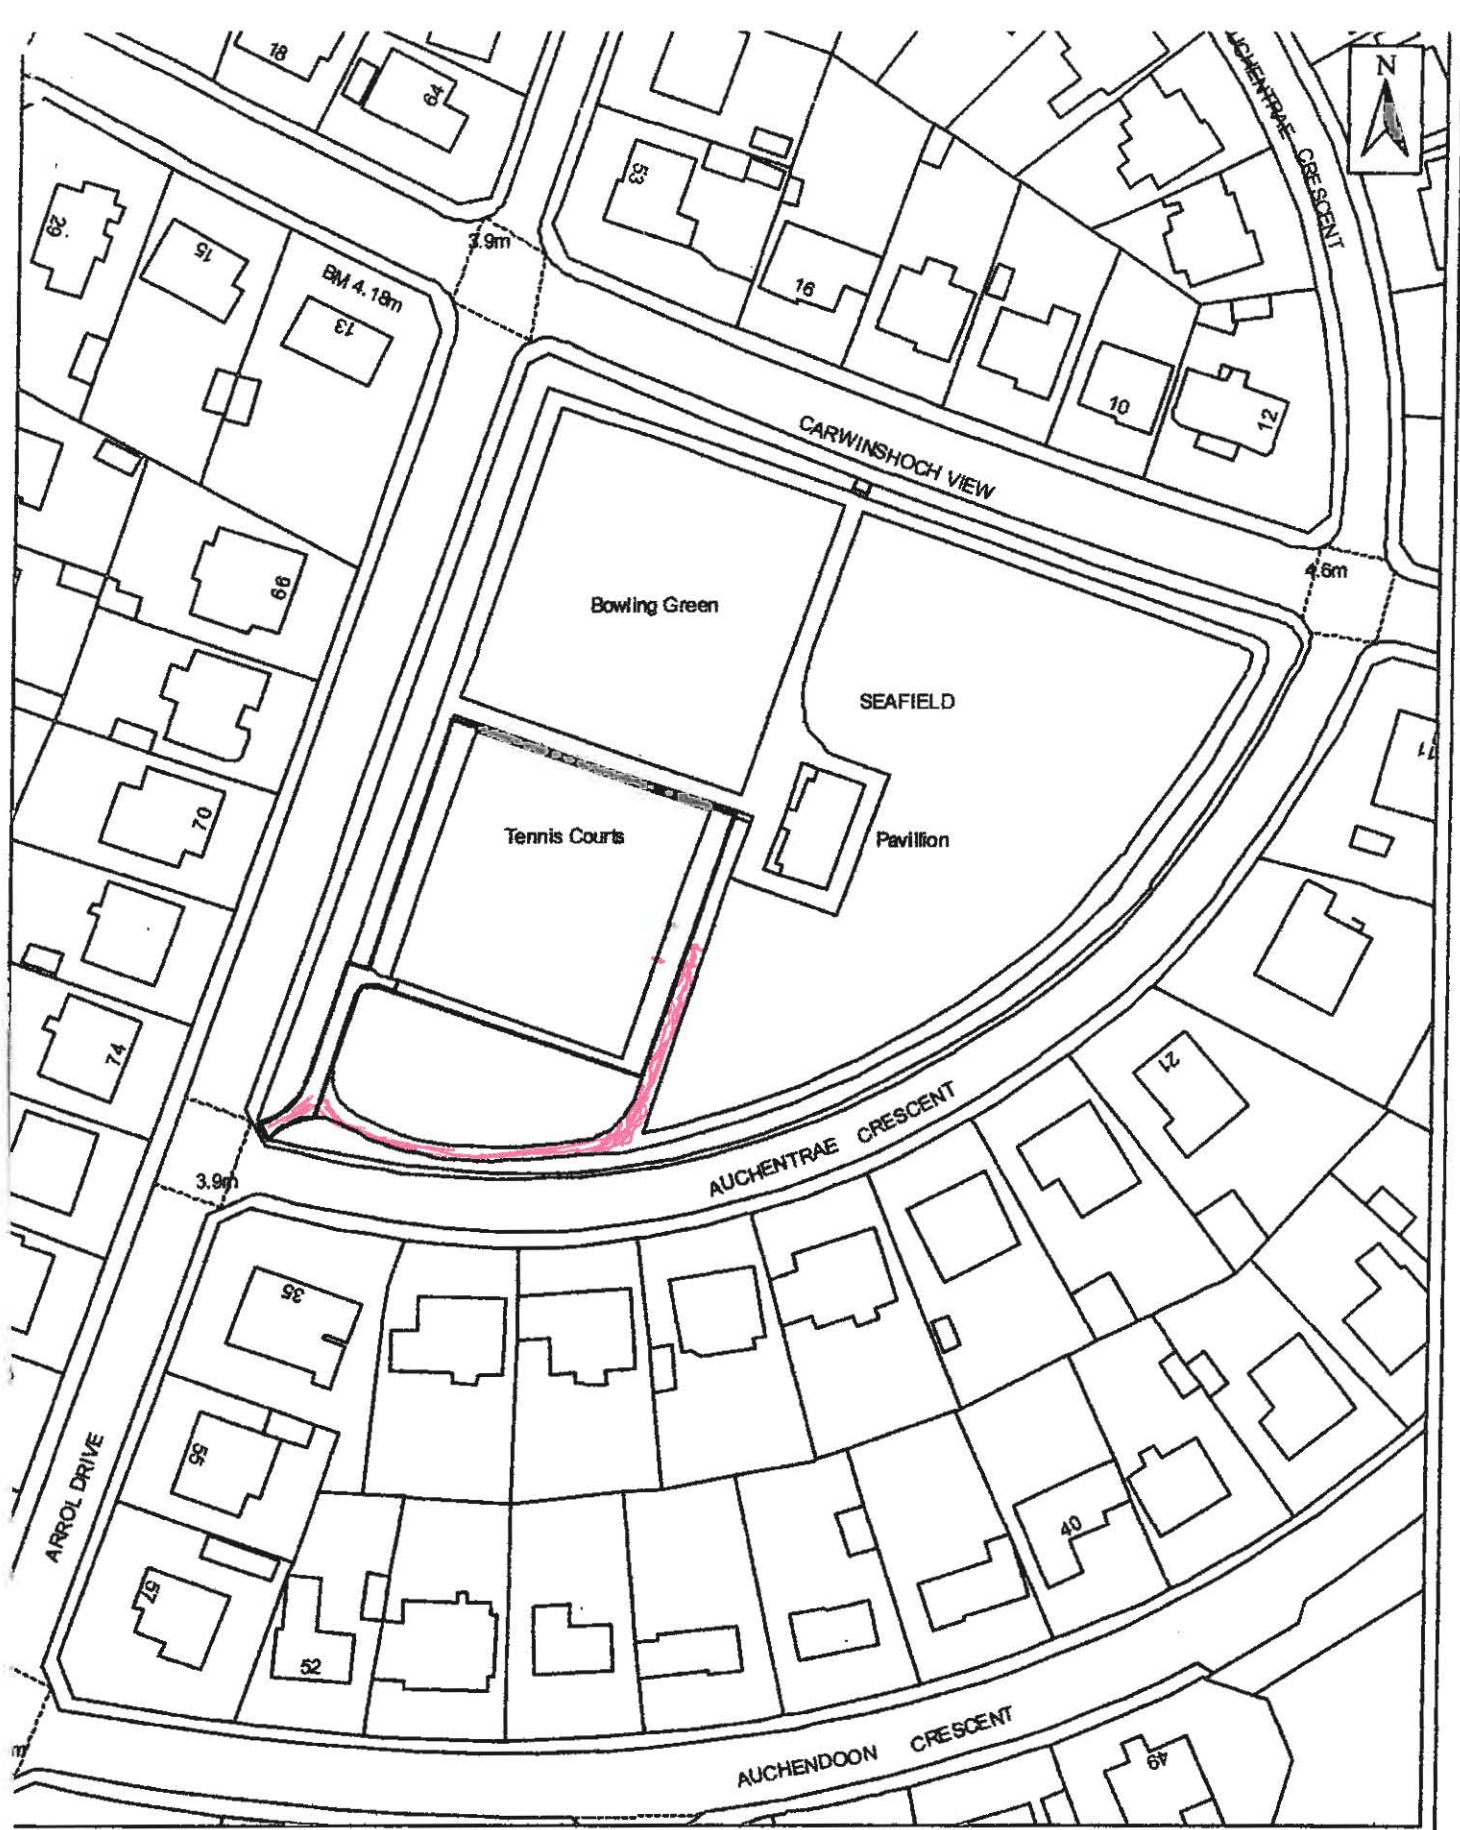 18
64
N
AUCHENTRAE CRESCENT
53
29
15
3.9m
BM 4.18m
13
16
10
12
CARWINSHOCH VIEW
4.6m
66
Bowling Green
SEAFIELD
11
70
Tennis Courts
Pavillion
74
21
AUCHENTRAE CRESCENT
3.9m
35
55
ARROL DRIVE
40
57
52
m
AUCHENDOON CRESCENT
49